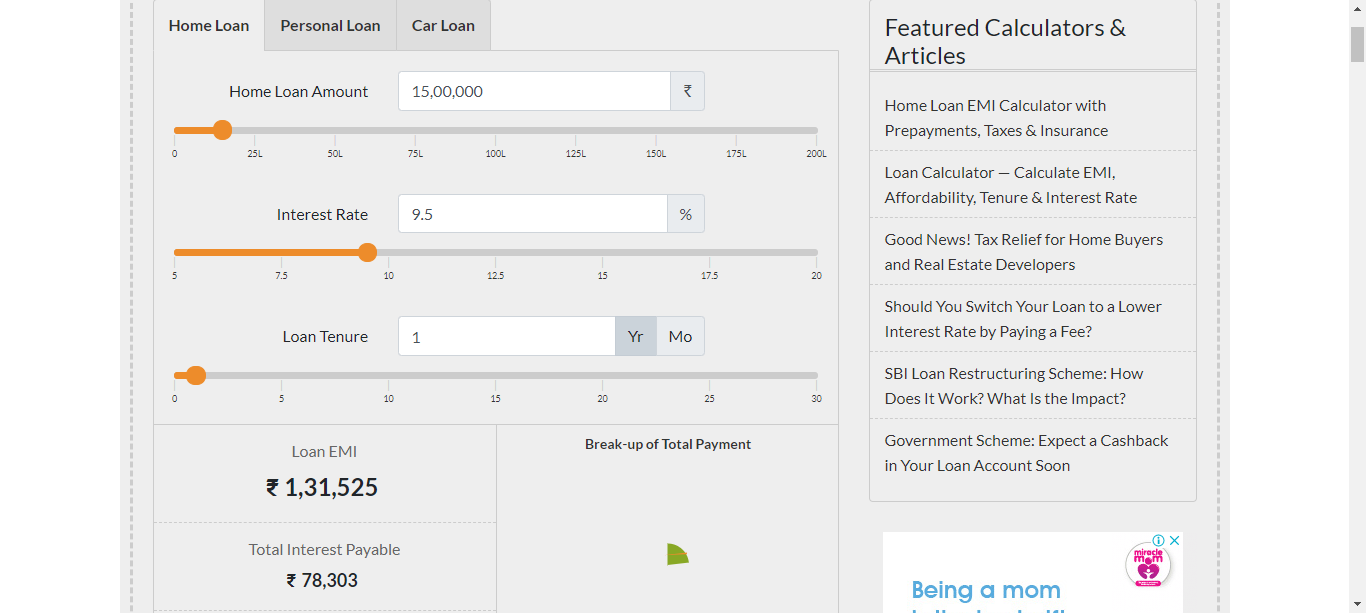 Home Loan
Personal Loan
Car Loan
Home Loan Amount
15,00,000
₹
0
25L
50L
75L
100L
125L
150L
175L
200L
Interest Rate
9.5
%
5
7.5
10
12.5
15
17.5
20
Loan Tenure
1
Yr
Mo
0
5
10
15
20
25
30
Loan EMI
₹ 1,31,525
Total Interest Payable
₹ 78,303
Break-up of Total Payment
Featured Calculators &
Articles
Home Loan EMI Calculator with
Prepayments, Taxes & Insurance
Loan Calculator — Calculate EMI,
Affordability, Tenure & Interest Rate
Good News! Tax Relief for Home Buyers
and Real Estate Developers
Should You Switch Your Loan to a Lower
Interest Rate by Paying a Fee?
SBI Loan Restructuring Scheme: How
Does It Work? What Is the Impact?
Government Scheme: Expect a Cashback
in Your Loan Account Soon
miracle
mom
Being a mom